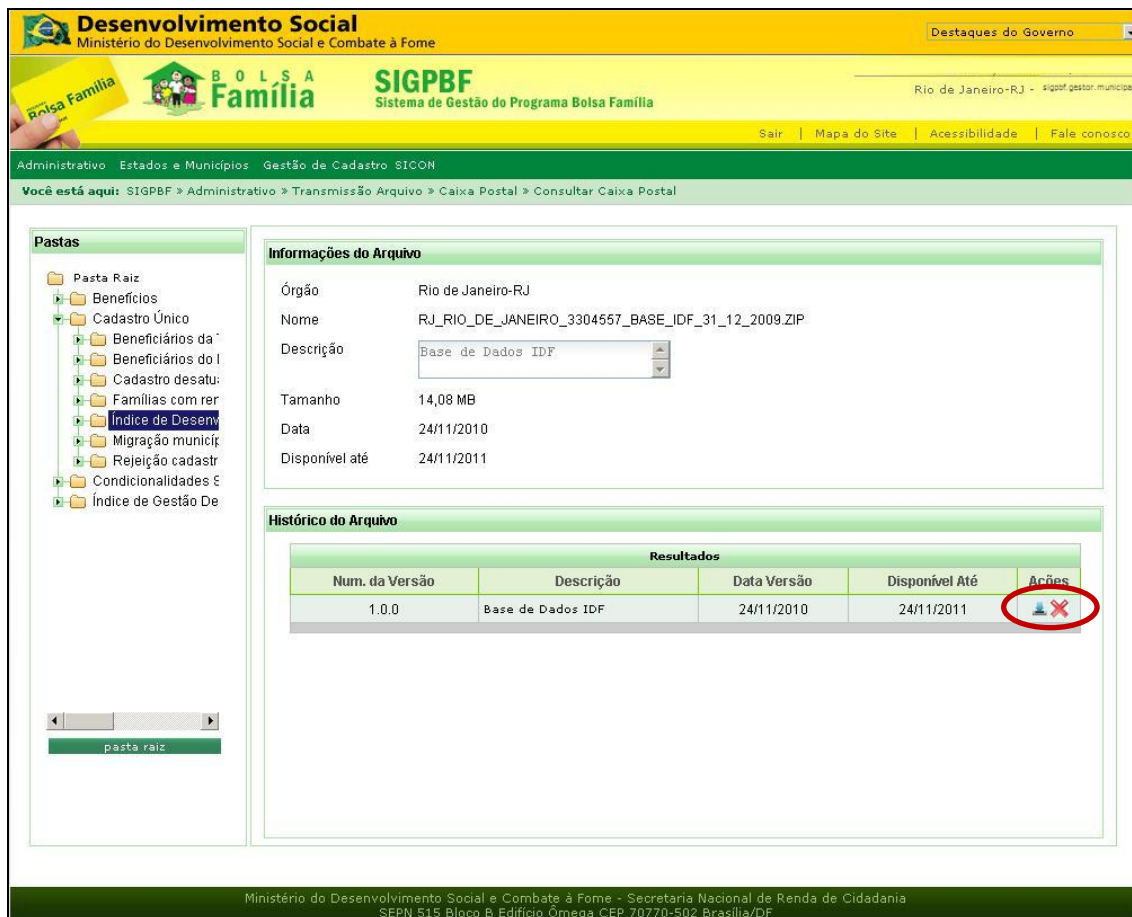 Desenvolvimento Social
Ministério do Desenvolvimento Social e Combate à Fome
Destaques do Governo
Bolsa Família
BOLSA
Família
SIGPBF
Sistema de Gestão do Programa Bolsa Família
Rio de Janeiro-RJ - sigpbf.gestor.municipa
Sair | Mapa do Site | Acessibilidade | Fale conosco
Administrativo Estados e Municípios Gestão de Cadastro SICON
Você está aqui: SIGPBF » Administrativo » Transmissão Arquivo » Caixa Postal » Consultar Caixa Postal
Pastas
Pasta Raiz
Benefícios
Cadastro Único
Beneficiários da
Beneficiários do
Cadastro desatu
Famílias com rer
Índice de Desenv
Migração municíp
Rejeição cadastr
Condicionalidades S
Índice de Gestão De
pasta raiz
Informações do Arquivo
Órgão Rio de Janeiro-RJ
Nome RJ_RIO_DE_JANEIRO_3304557_BASE_IDF_31_12_2009.ZIP
Descrição Base de Dados IDF
Tamanho 14,08 MB
Data 24/11/2010
Disponível até 24/11/2011
Histórico do Arquivo
Resultados
Num. da Versão Descrição Data Versão Disponível Até Ações
1.0.0 Base de Dados IDF 24/11/2010 24/11/2011
Ministério do Desenvolvimento Social e Combate à Fome - Secretaria Nacional de Renda de Cidadania
SEPN 515 Bloco B Edifício Ômega CEP 70770-502 Brasília/DF